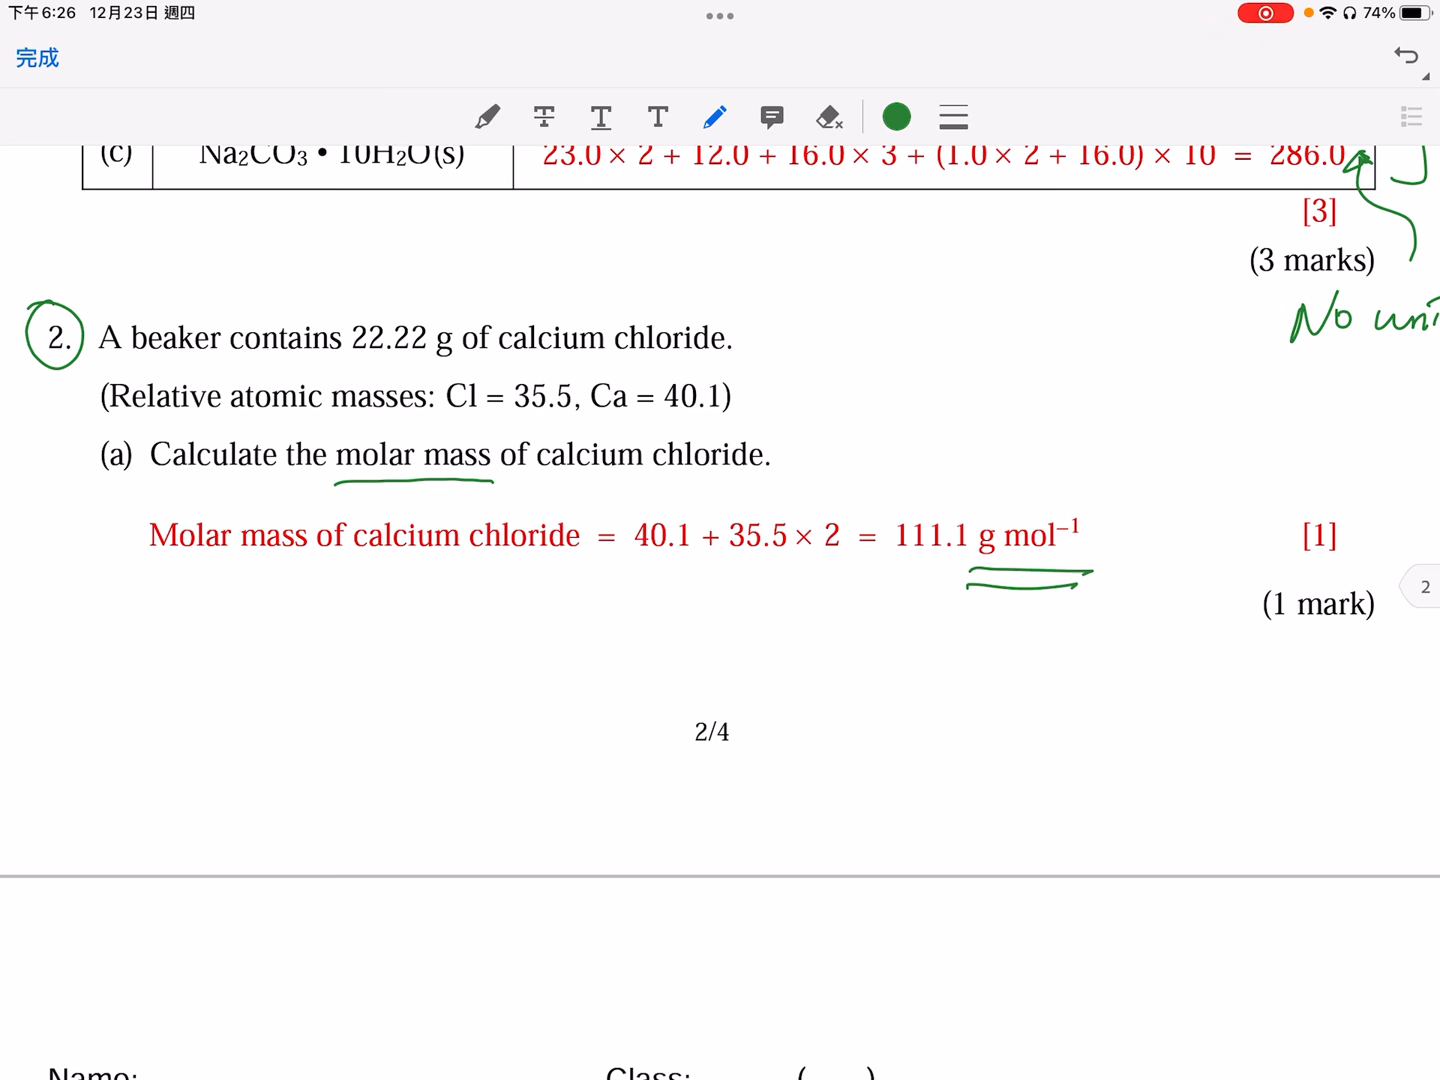 下午6:26 12月23日 週四
74%
完成
(c) Na₂CO₃ • 10H₂O(s) 23.0 × 2 + 12.0 + 16.0 × 3 + (1.0 × 2 + 16.0) × 10 = 286.0
[3]
(3 marks)
No
2. A beaker contains 22.22 g of calcium chloride.
(Relative atomic masses: Cl = 35.5, Ca = 40.1)
(a) Calculate the molar mass of calcium chloride.
Molar mass of calcium chloride = 40.1 + 35.5 × 2 = 111.1 g mol⁻¹ [1]
2
(1 mark)
2/4
Name: Class: ( )